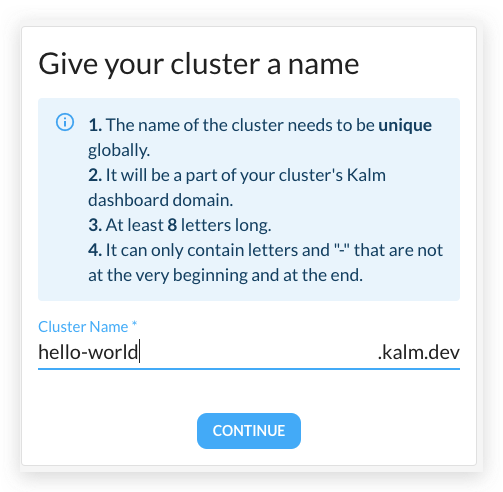 Give your cluster a name
1. The name of the cluster needs to be unique
globally.
2. It will be a part of your cluster's Kalm
dashboard domain.
3. At least 8 letters long.
4. It can only contain letters and "-" that are not
at the very beginning and at the end.
Cluster Name *
hello-world .kalm.dev
CONTINUE